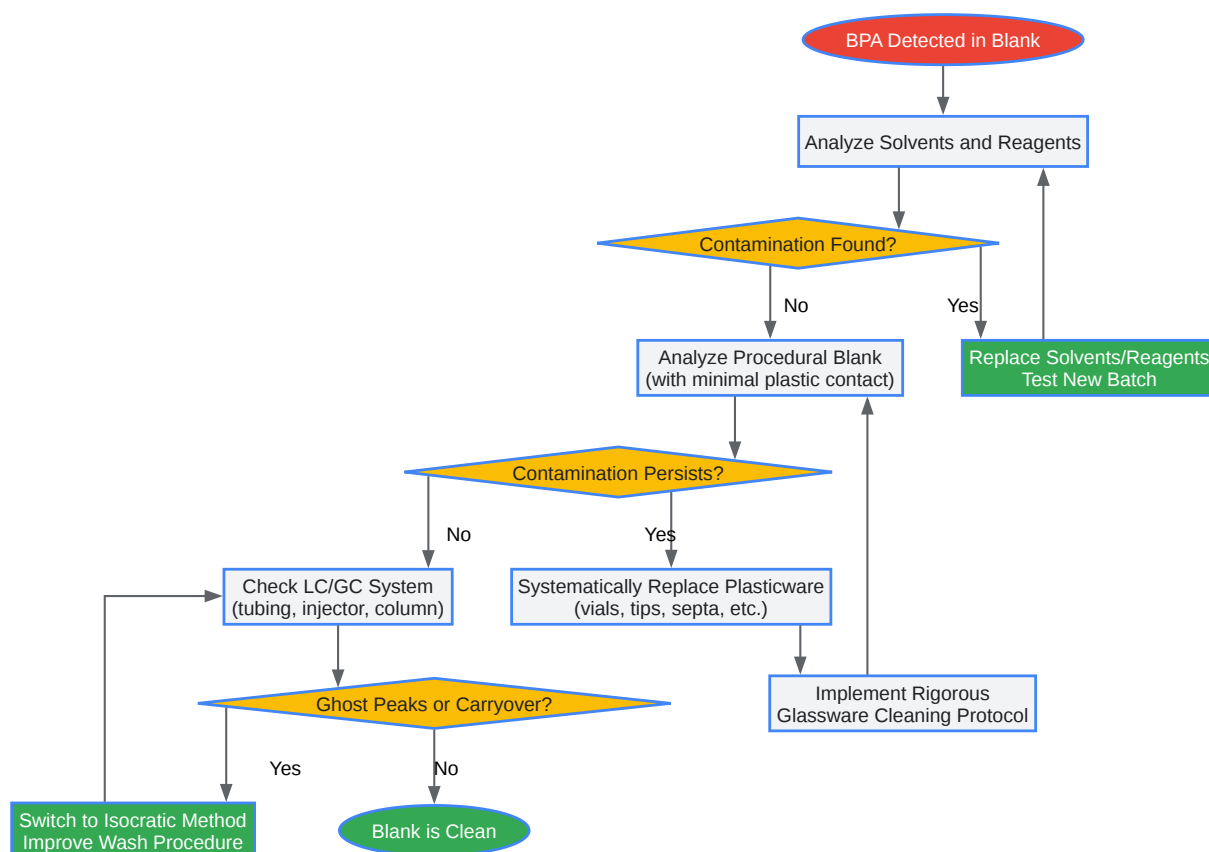 BPA Detected in Blank
Analyze Solvents and Reagents
Contamination Found?
No
Yes
Analyze Procedural Blank
(with minimal plastic contact)
Replace Solvents/Reagents
Test New Batch
Contamination Persists?
No
Yes
Check LC/GC System
(tubing, injector, column)
Systematically Replace Plasticware
(vials, tips, septa, etc.)
Ghost Peaks or Carryover?
Implement Rigorous
Glassware Cleaning Protocol
Yes
No
Switch to Isocratic Method
Improve Wash Procedure
Blank is Clean